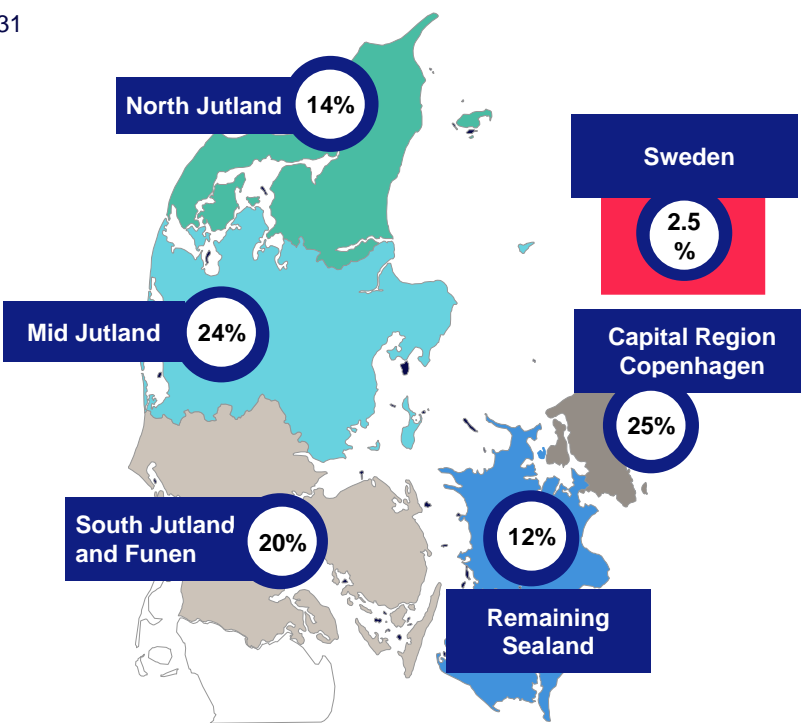 31
North Jutland
14%
Sweden
2.5
%
Mid Jutland
24%
Capital Region
Copenhagen
25%
South Jutland
and Funen
20%
12%
Remaining
Sealand